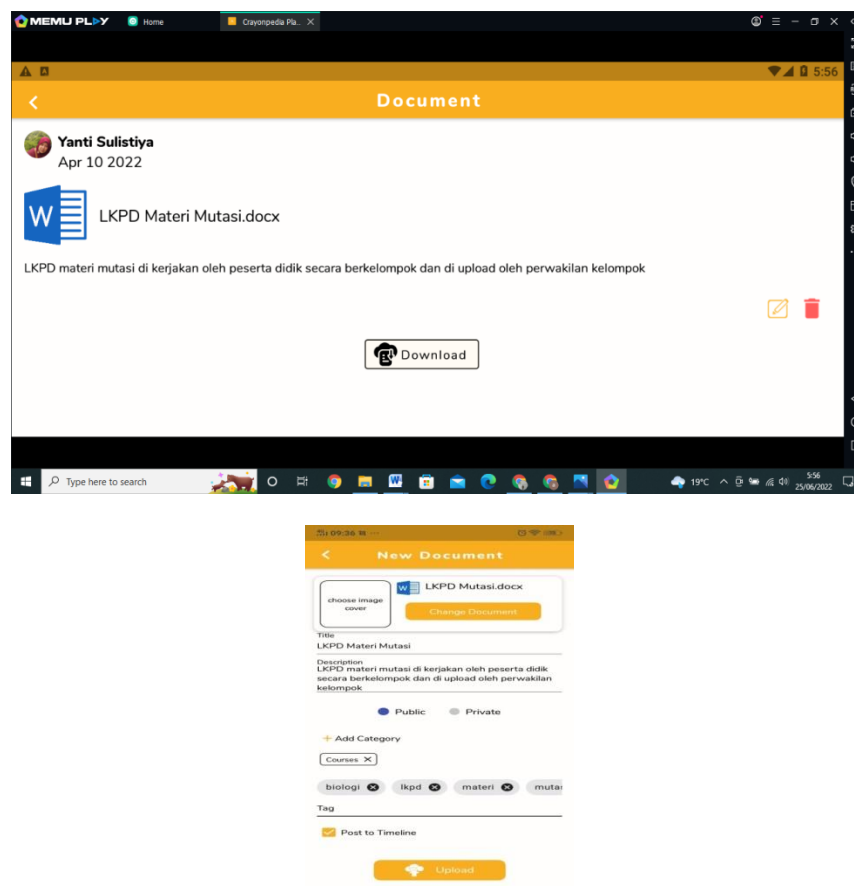 MEMU PLAY Home Crayonpedia Pla...
5:56
Document
Yanti Sulistiya
Apr 10 2022
W LKPD Materi Mutasi.docx
LKPD materi mutasi di kerjakan oleh peserta didik secara berkelompok dan di upload oleh perwakilan kelompok
Download
Type here to search
19°C
5:56
25/06/2022
09:36
New Document
choose image
cover
W LKPD Mutasi.docx
Change Document
Title
LKPD Materi Mutasi
Description
LKPD materi mutasi di kerjakan oleh peserta didik
secara berkelompok dan di upload oleh perwakilan
kelompok
Public Private
+ Add Category
Courses
biologi lkpd materi mutas
Tag
Post to Timeline
Upload